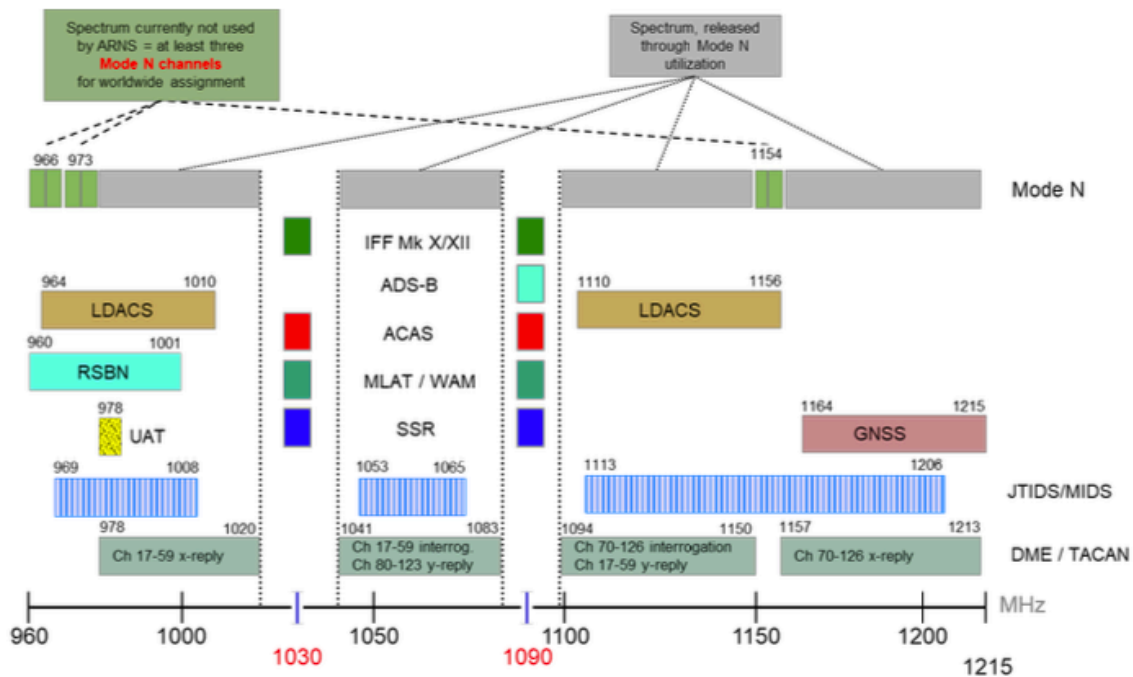 Spectrum currently not used
by ARNS = at least three
Mode N channels
for worldwide assignment
Spectrum, released
through Mode N
utilization
966 973 1154
Mode N
IFF Mk X/XII
964 1010
LDACS
ADS-B
1110 1156
LDACS
ACAS
960 1001
RSBN
MLAT / WAM
978
UAT
SSR
1164 1215
GNSS
969 1008
1053 1065
1113 1206
JTIDS/MIDS
978 1020
Ch 17-59 x-reply
1041 1083
Ch 17-59 interrog.
Ch 80-123 y-reply
1094 1150
Ch 70-126 interrogation
Ch 17-59 y-reply
1157 1213
Ch 70-126 x-reply
DME / TACAN
MHz
960 1000 1050 1100 1150 1200
1030 1090 1215